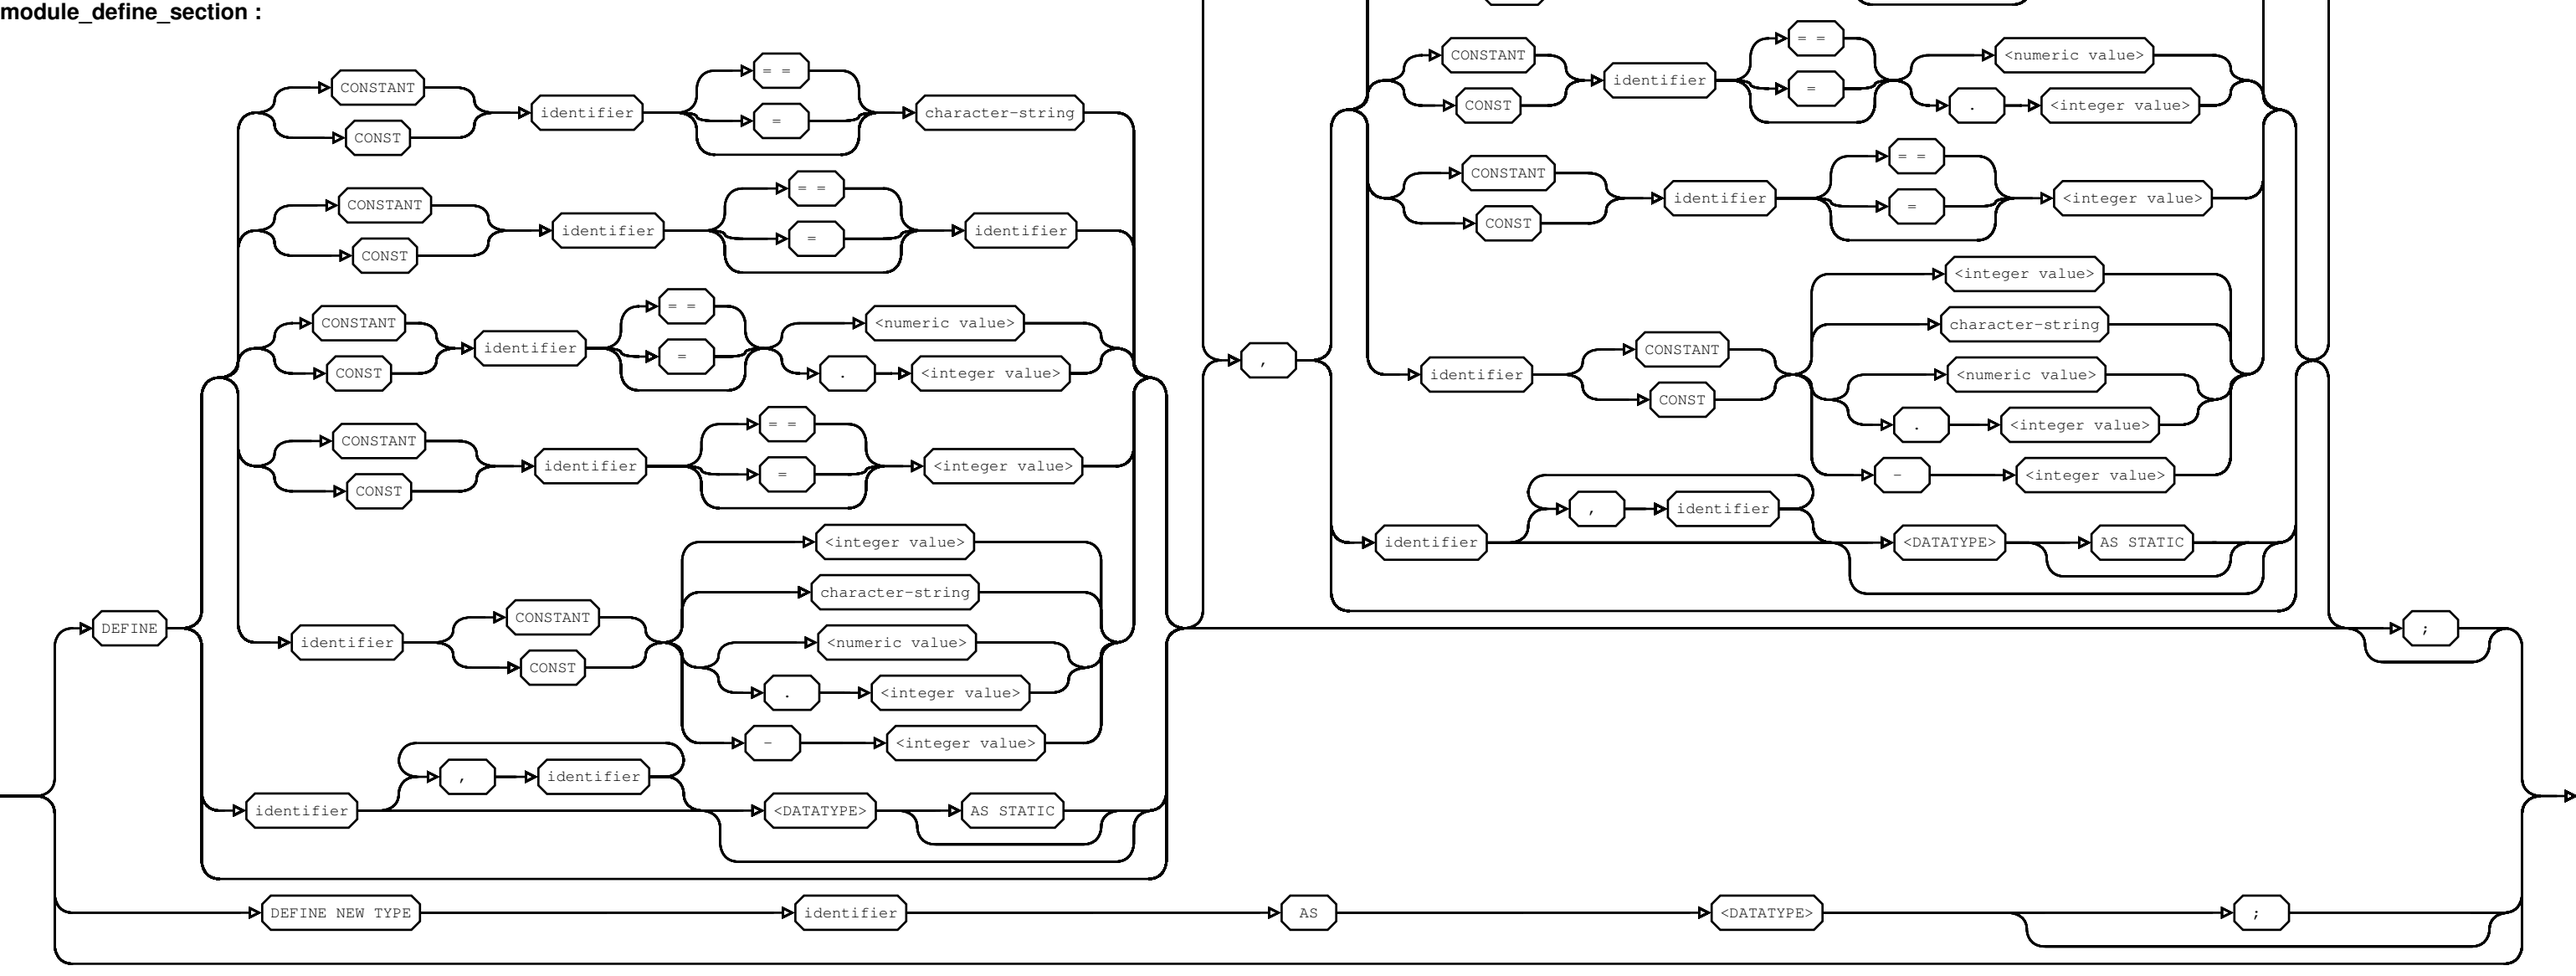 module_define_section :
CONSTANT
CONST
identifier
= =
=
character-string
CONSTANT
CONST
identifier
= =
=
identifier
CONSTANT
CONST
identifier
= =
=
<numeric value>
.
<integer value>
CONSTANT
CONST
identifier
= =
=
<integer value>
identifier
CONSTANT
CONST
<integer value>
character-string
<numeric value>
.
<integer value>
-
<integer value>
DEFINE
identifier
,
identifier
<DATATYPE>
AS STATIC
,
CONSTANT
CONST
identifier
= =
=
<numeric value>
.
<integer value>
CONSTANT
CONST
identifier
= =
=
<integer value>
identifier
CONSTANT
CONST
<integer value>
character-string
<numeric value>
.
<integer value>
-
<integer value>
identifier
,
identifier
<DATATYPE>
AS STATIC
;
DEFINE NEW TYPE
identifier
AS
<DATATYPE>
;